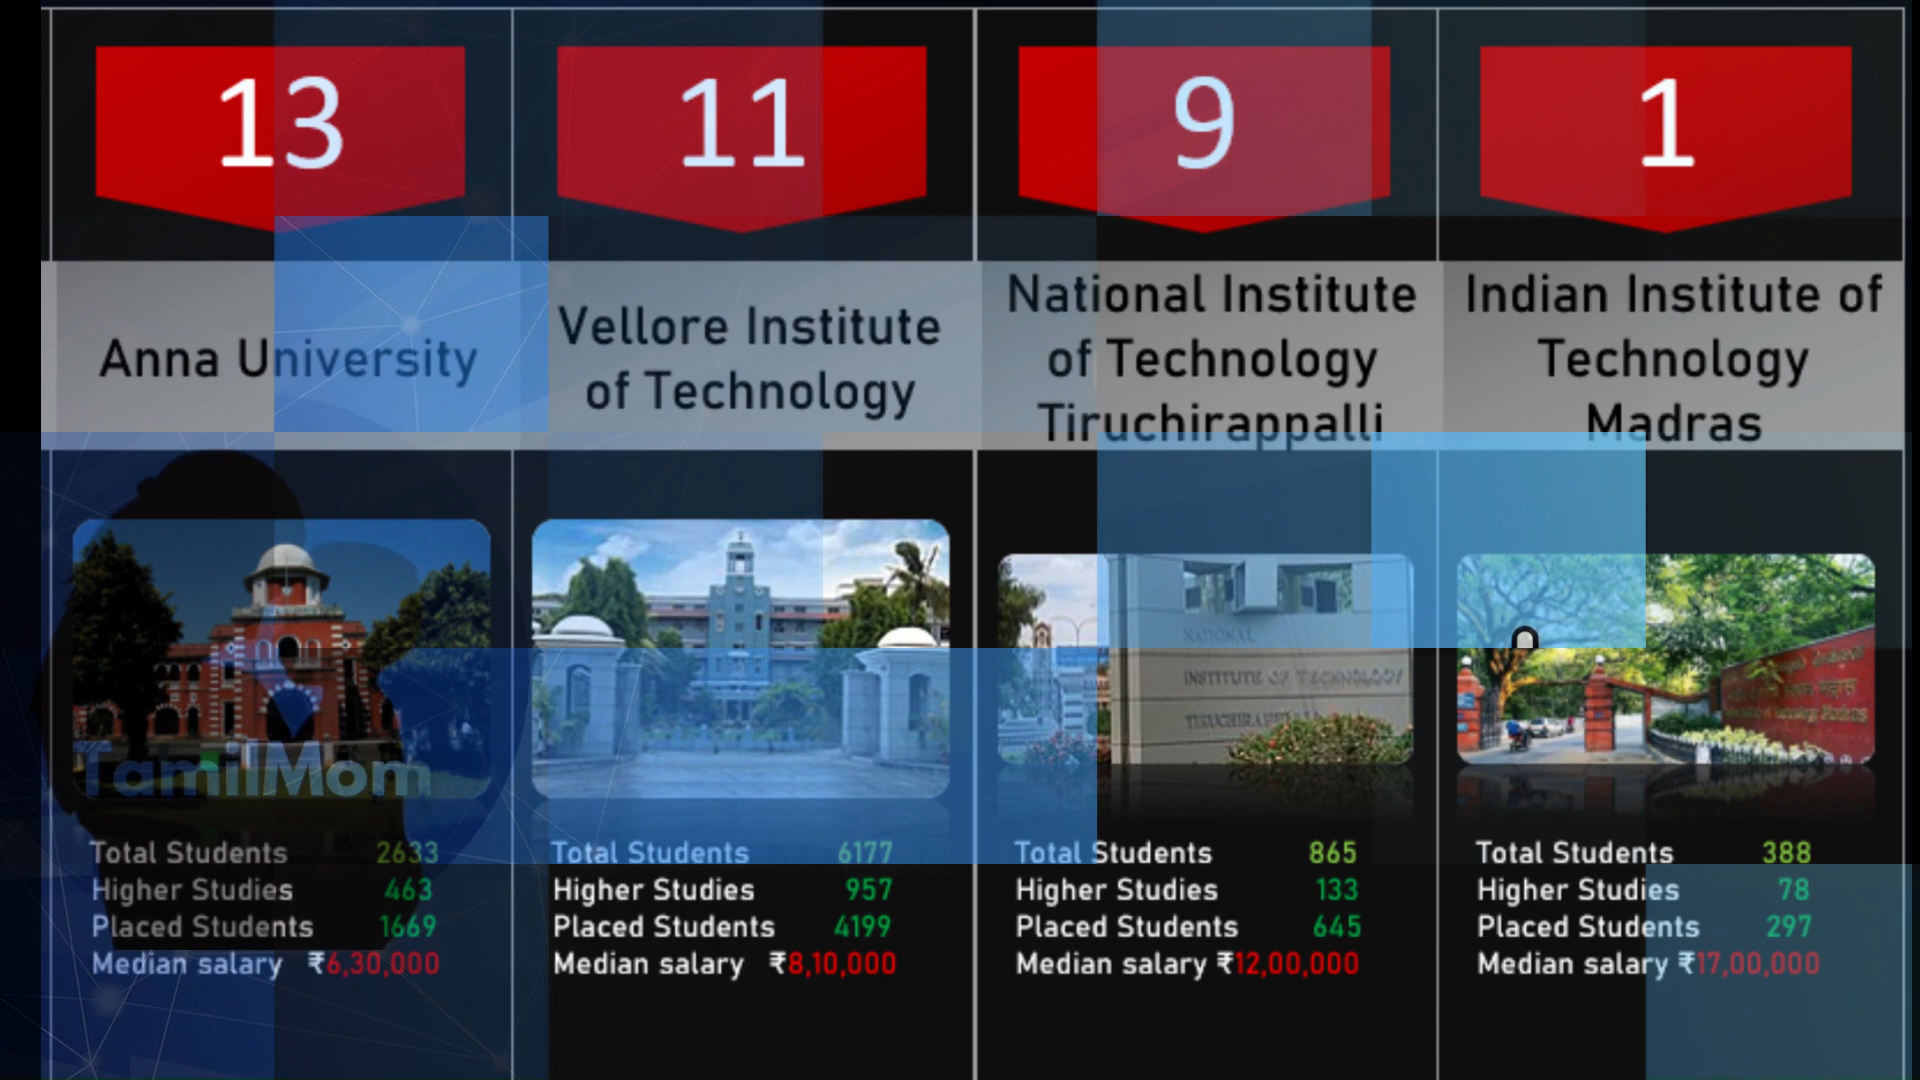 13
11
9
1
Anna University
Vellore Institute
of Technology
National Institute
of Technology
Tiruchirappalli
Indian Institute of
Technology
Madras
NATIONAL
INSTITUTE OF TECHNOLOGY
TamilMom
Total Students 2633
Higher Studies 463
Placed Students 1669
Median salary ₹6,30,000
Total Students 6177
Higher Studies 957
Placed Students 4199
Median salary ₹8,10,000
Total Students 865
Higher Studies 133
Placed Students 645
Median salary ₹12,00,000
Total Students 388
Higher Studies 78
Placed Students 297
Median salary ₹17,00,000